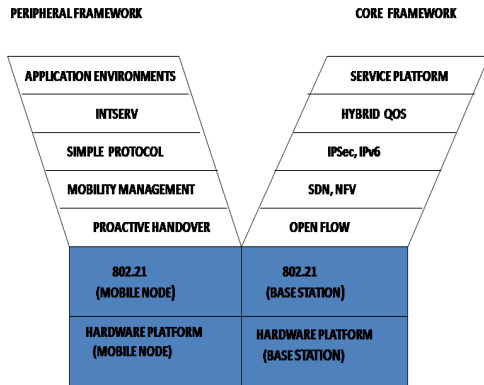 PERIPHERAL FRAMEWORK
CORE FRAMEWORK
APPLICATION ENVIRONMENTS
SERVICE PLATFORM
INTSERV
HYBRID QOS
SIMPLE PROTOCOL
IPSec, IPv6
MOBILITY MANAGEMENT
SDN, NFV
PROACTIVE HANDOVER
OPEN FLOW
802.21
(MOBILE NODE)
802.21
(BASE STATION)
HARDWARE PLATFORM
(MOBILE NODE)
HARDWARE PLATFORM
(BASE STATION)